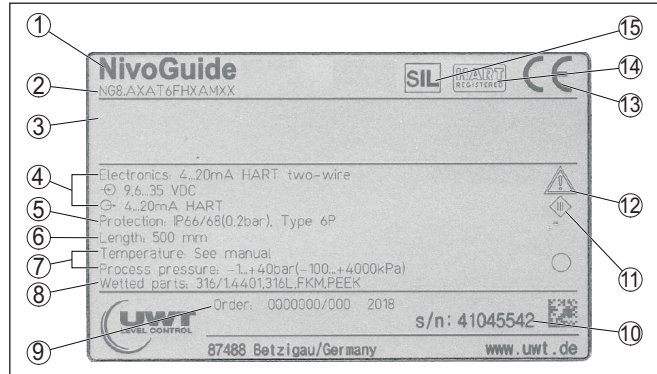 1
15
NivoGuide
SIL
HART
REGISTERED
CE
14
2
NG8.AXAT6FHXAMXX
13
3
4
Electronics: 4...20mA HART two-wire
9,6...35 VDC
4...20mA HART
12
5
Protection: IP66/68(0.2bar), Type 6P
6
Length: 500 mm
11
7
Temperature: See manual
Process pressure: -1...+40bar(-100...+4000kPa)
8
Wetted parts: 316/1.4401,316L,FKM,PEEK
Order: 0000000/000 2018
UWT
LEVEL CONTROL
s/n: 41045542
10
9
87488 Betzigau/Germany
www.uwt.de